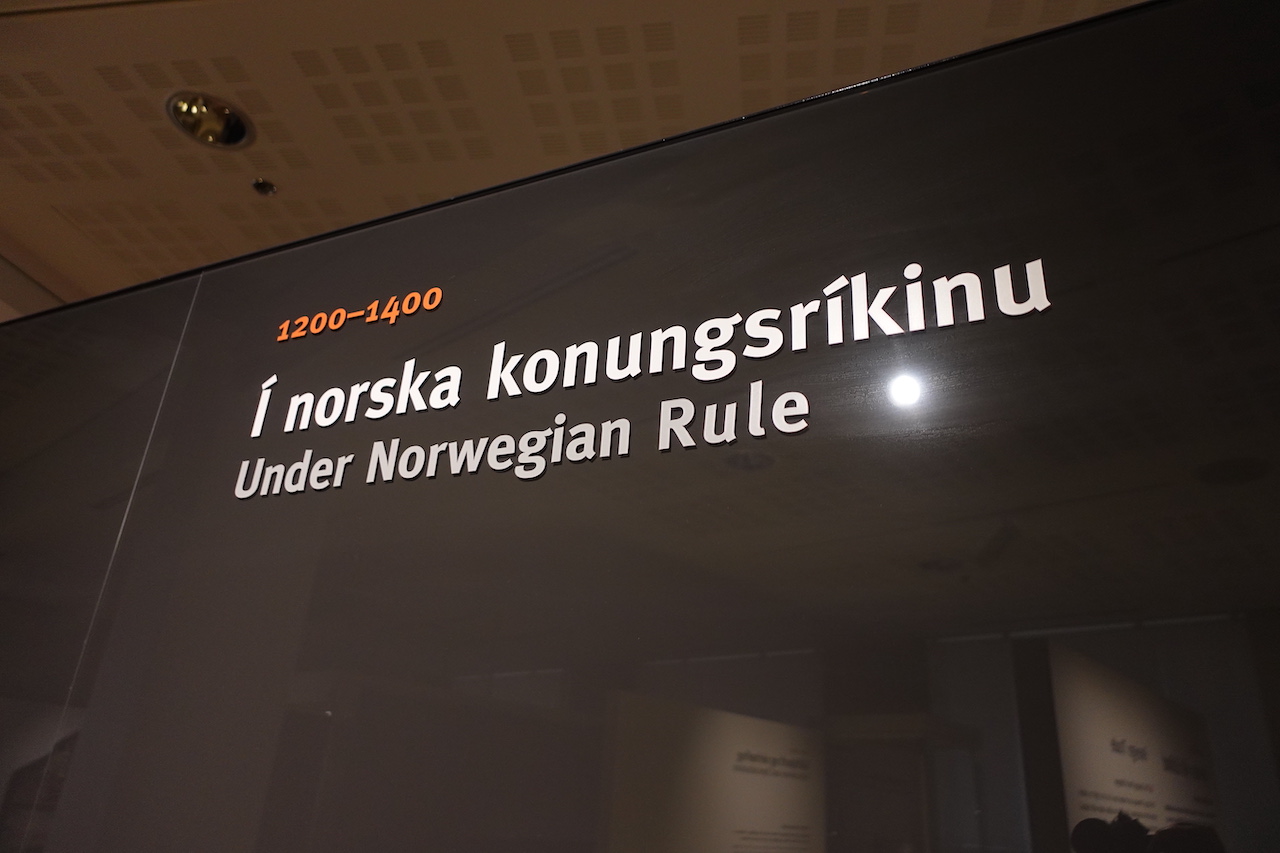 1200–1400
Í norska konungsríkinu
Under Norwegian Rule